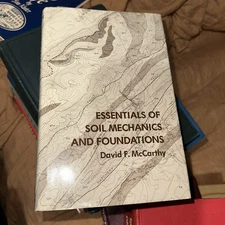 ESSENTIALS OF
SOIL MECHANICS
AND FOUNDATIONS
David F. McCarthy